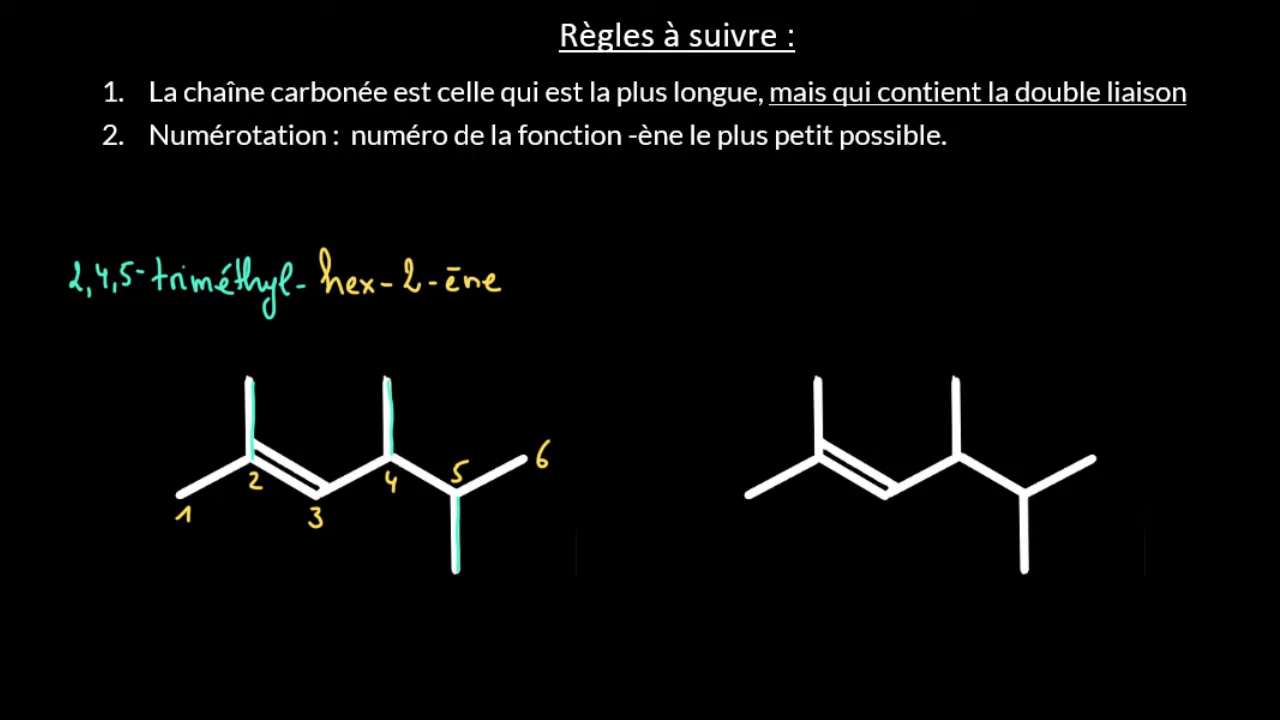 Règles à suivre :
1. La chaîne carbonée est celle qui est la plus longue, mais qui contient la double liaison
2. Numérotation : numéro de la fonction -ène le plus petit possible.
2,4,5-triméthyl-hex-2-ēne
1
2
3
4
5
6